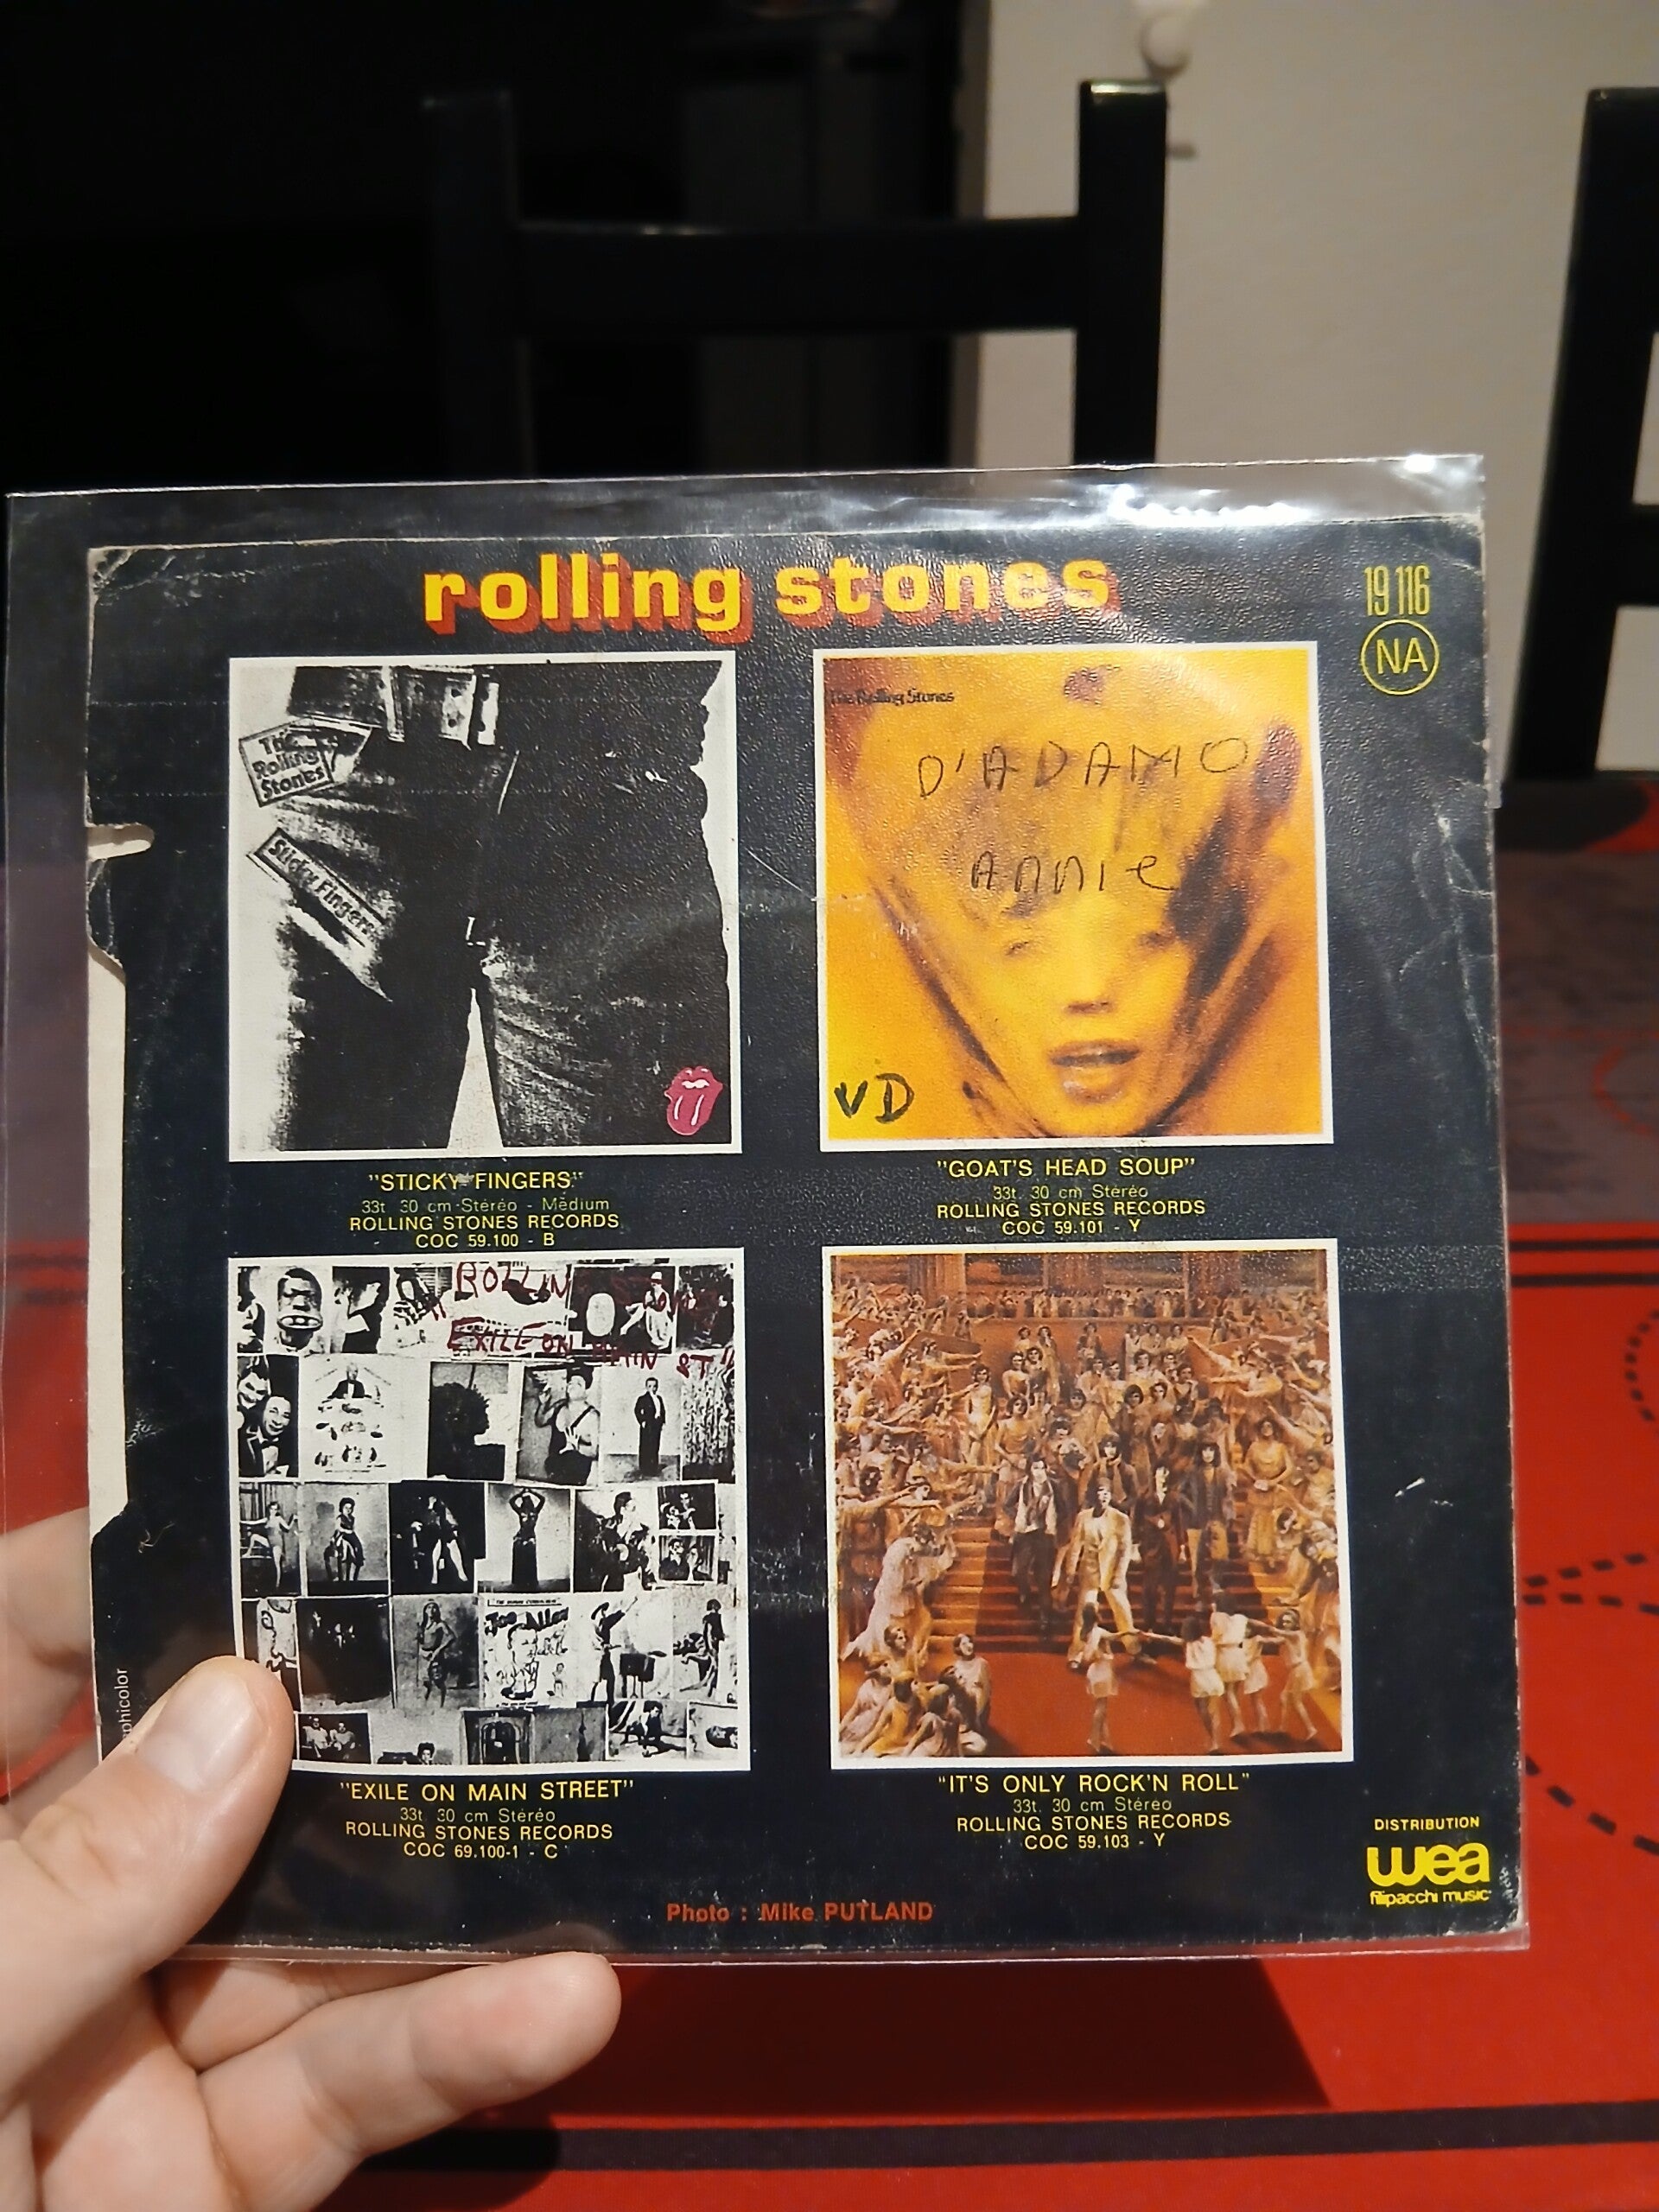 rolling stones
19 116
NA
The
Rolling
Stones
Sticky Fingers
The Rolling Stones
D'ADAMO
Annie
VD
"STICKY FINGERS"
33t. 30 cm Stéréo - Médium
ROLLING STONES RECORDS
COC 59.100 - B
"GOAT'S HEAD SOUP"
33t. 30 cm Stéréo
ROLLING STONES RECORDS
COC 59.101 - Y
EXILE ON MAIN ST
Joe Allen
"EXILE ON MAIN STREET"
33t. 30 cm Stéréo
ROLLING STONES RECORDS
COC 69.100-1 - C
"IT'S ONLY ROCK'N ROLL"
33t. 30 cm Stéréo
ROLLING STONES RECORDS
COC 59.103 - Y
phicolor
Photo : Mike PUTLAND
DISTRIBUTION
wea
filipacchi music